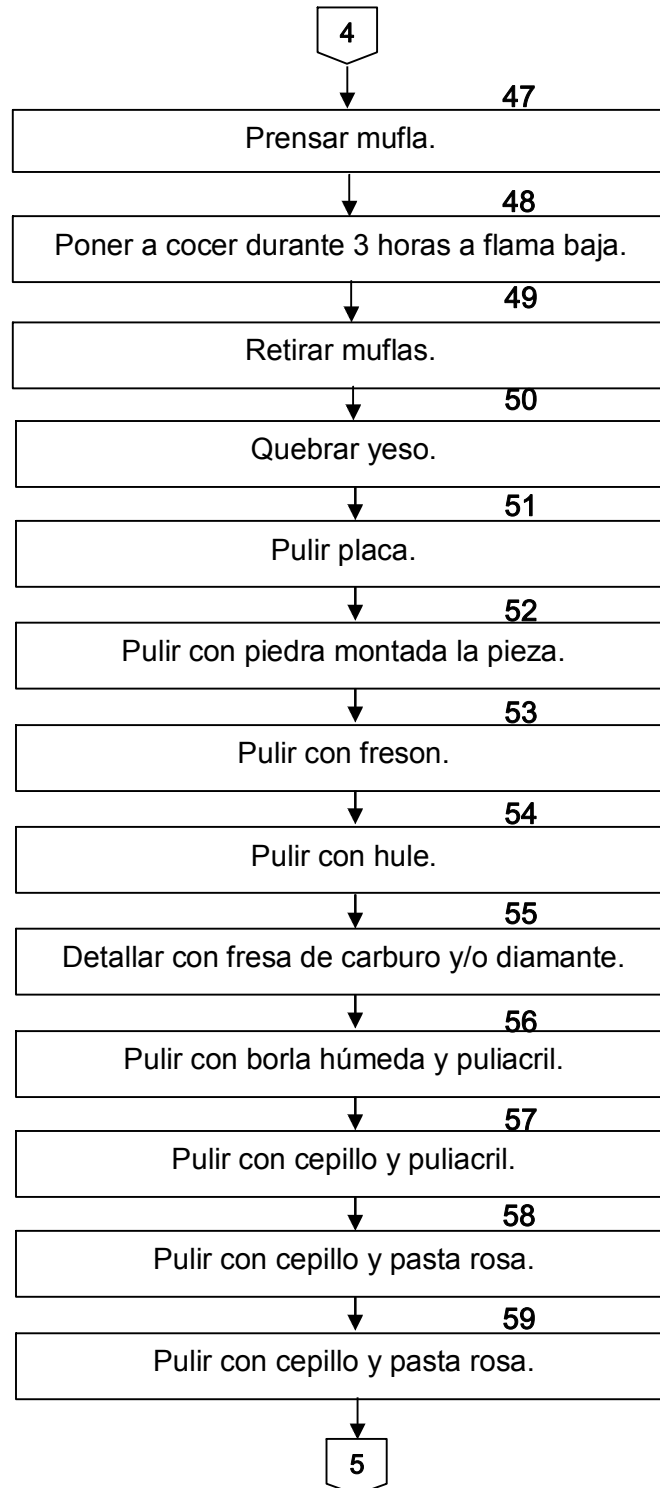 4
47
Prensar mufla.
48
Poner a cocer durante 3 horas a flama baja.
49
Retirar muflas.
50
Quebrar yeso.
51
Pulir placa.
52
Pulir con piedra montada la pieza.
53
Pulir con freson.
54
Pulir con hule.
55
Detallar con fresa de carburo y/o diamante.
56
Pulir con borla húmeda y puliacril.
57
Pulir con cepillo y puliacril.
58
Pulir con cepillo y pasta rosa.
59
Pulir con cepillo y pasta rosa.
5